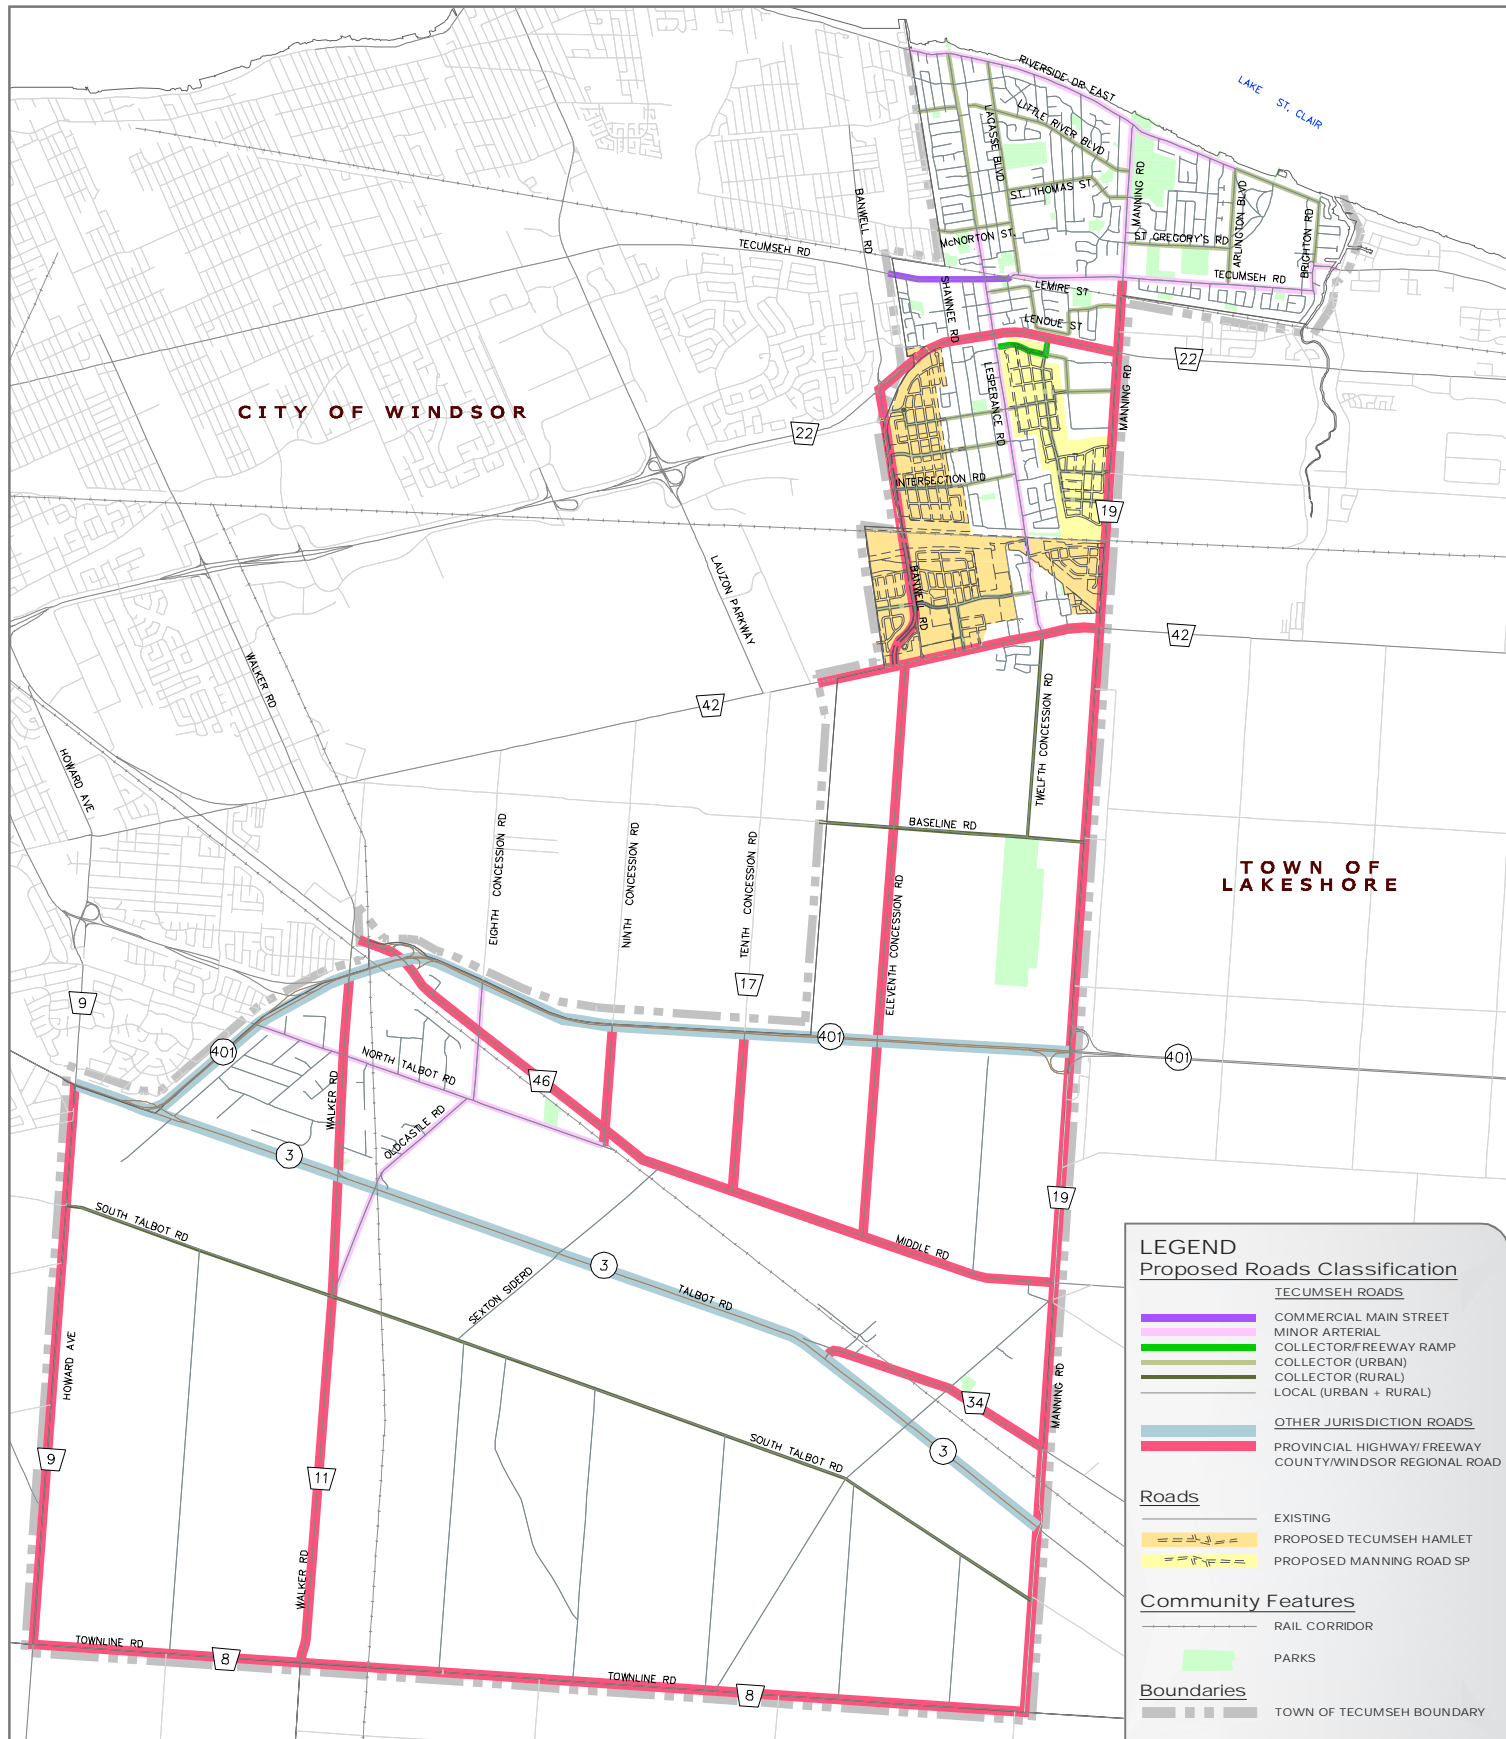 RIVERSIDE DR EAST
LAKE ST. CLAIR
LITTLE RIVER BLVD
LACASSE BLVD
ST. THOMAS ST.
MANNING RD
BANWELL RD
McNORTON ST.
ST GREGORY'S RD
ARLINGTON BLVD
BRIGHTON RD
TECUMSEH RD
TECUMSEH RD
SHAWNEE RD
LEMIRE ST
LENOUE ST
22
LESPERANCE RD
MANNING RD
CITY OF WINDSOR
22
INTERSECTION RD
19
LAUZON PARKWAY
BANWELL RD
42
WALKER RD
42
TWELFTH CONCESSION RD
HOWARD AVE
BASELINE RD
EIGHTH CONCESSION RD
NINTH CONCESSION RD
TENTH CONCESSION RD
ELEVENTH CONCESSION RD
TOWN OF
LAKESHORE
17
9
401
401
401
NORTH TALBOT RD
46
WALKER RD
OLDCASTLE RD
3
19
SOUTH TALBOT RD
MIDDLE RD
3
TALBOT RD
SEXTON SIDERD
HOWARD AVE
MANNING RD
34
3
SOUTH TALBOT RD
9
11
WALKER RD
TOWNLINE RD
8
TOWNLINE RD
8
LEGEND
Proposed Roads Classification
TECUMSEH ROADS
COMMERCIAL MAIN STREET
MINOR ARTERIAL
COLLECTOR/FREEWAY RAMP
COLLECTOR (URBAN)
COLLECTOR (RURAL)
LOCAL (URBAN + RURAL)
OTHER JURISDICTION ROADS
PROVINCIAL HIGHWAY/ FREEWAY
COUNTY/WINDSOR REGIONAL ROAD
Roads
EXISTING
PROPOSED TECUMSEH HAMLET
PROPOSED MANNING ROAD SP
Community Features
RAIL CORRIDOR
PARKS
Boundaries
TOWN OF TECUMSEH BOUNDARY